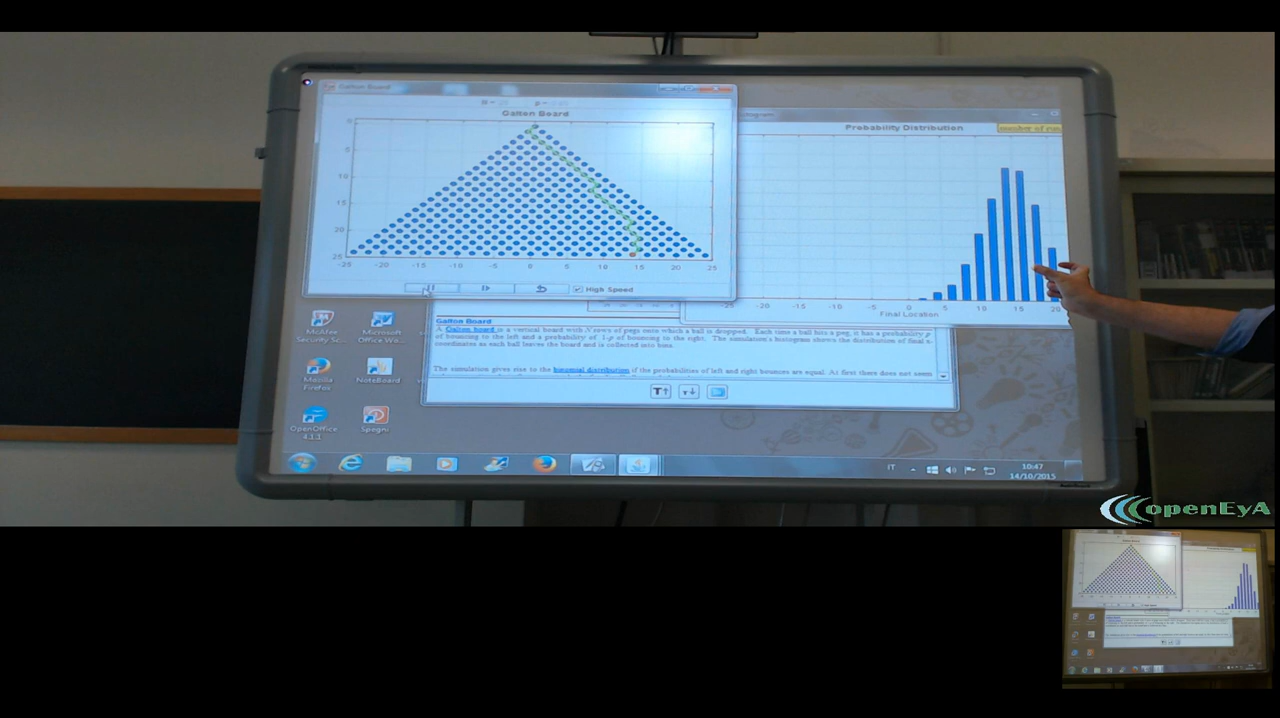 Galton Board
Galton Board
0
5
10
15
20
25
-25 -20 -15 -10 -5 0 5 10 15 20 25
High Speed
Probability Distribution
number of
-25 -20 -15 -10 -5 0 5 10 15 20
Final Location
Galton Board
A Galton board is a vertical board with N rows of pegs onto which a ball is dropped. Each time a ball hits a peg, it has a probability p
of bouncing to the left and a probability of 1-p of bouncing to the right. The simulation's histogram shows the distribution of final x-
coordinates as each ball leaves the board and is collected into bins.
The simulation gives rise to the binomial distribution if the probabilities of left and right bounces are equal. At first there does not seem
McAfee
Security Sc...
Microsoft
Office Wo...
Mozilla
Firefox
NoteBoard
OpenOffice
4.1.1
Spegni
IT
10:47
14/10/2015
openEyA